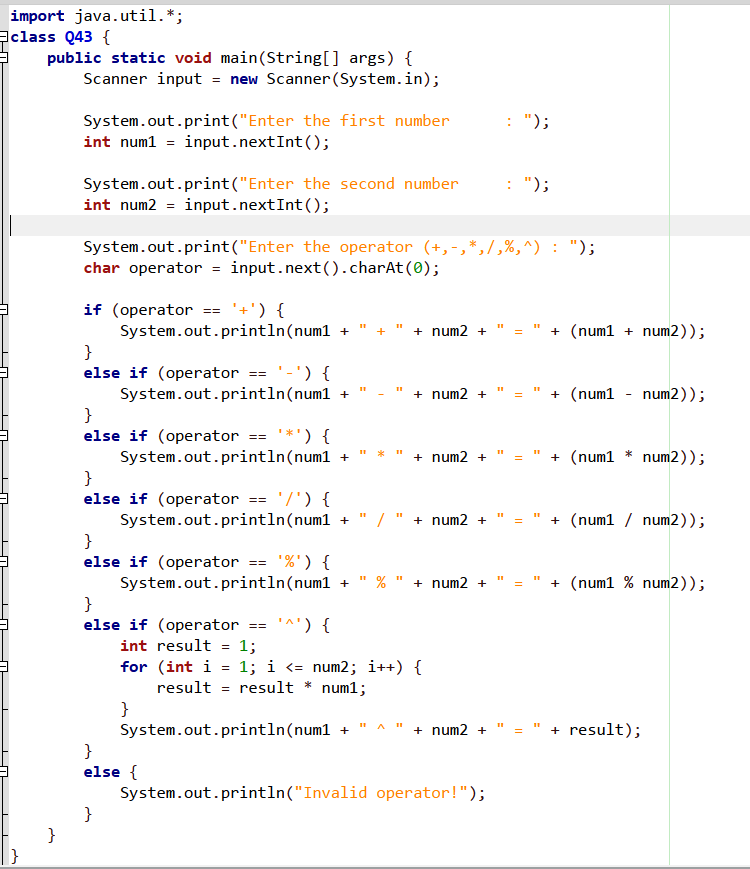 import java.util.*;
class Q43 {
    public static void main(String[] args) {
        Scanner input = new Scanner(System.in);

        System.out.print("Enter the first number      : ");
        int num1 = input.nextInt();

        System.out.print("Enter the second number     : ");
        int num2 = input.nextInt();

        System.out.print("Enter the operator (+,-,*,/,%,^) : ");
        char operator = input.next().charAt(0);

        if (operator == '+') {
            System.out.println(num1 + " + " + num2 + " = " + (num1 + num2));
        }
        else if (operator == '-') {
            System.out.println(num1 + " - " + num2 + " = " + (num1 - num2));
        }
        else if (operator == '*') {
            System.out.println(num1 + " * " + num2 + " = " + (num1 * num2));
        }
        else if (operator == '/') {
            System.out.println(num1 + " / " + num2 + " = " + (num1 / num2));
        }
        else if (operator == '%') {
            System.out.println(num1 + " % " + num2 + " = " + (num1 % num2));
        }
        else if (operator == '^') {
            int result = 1;
            for (int i = 1; i <= num2; i++) {
                result = result * num1;
            }
            System.out.println(num1 + " ^ " + num2 + " = " + result);
        }
        else {
            System.out.println("Invalid operator!");
        }
    }
}